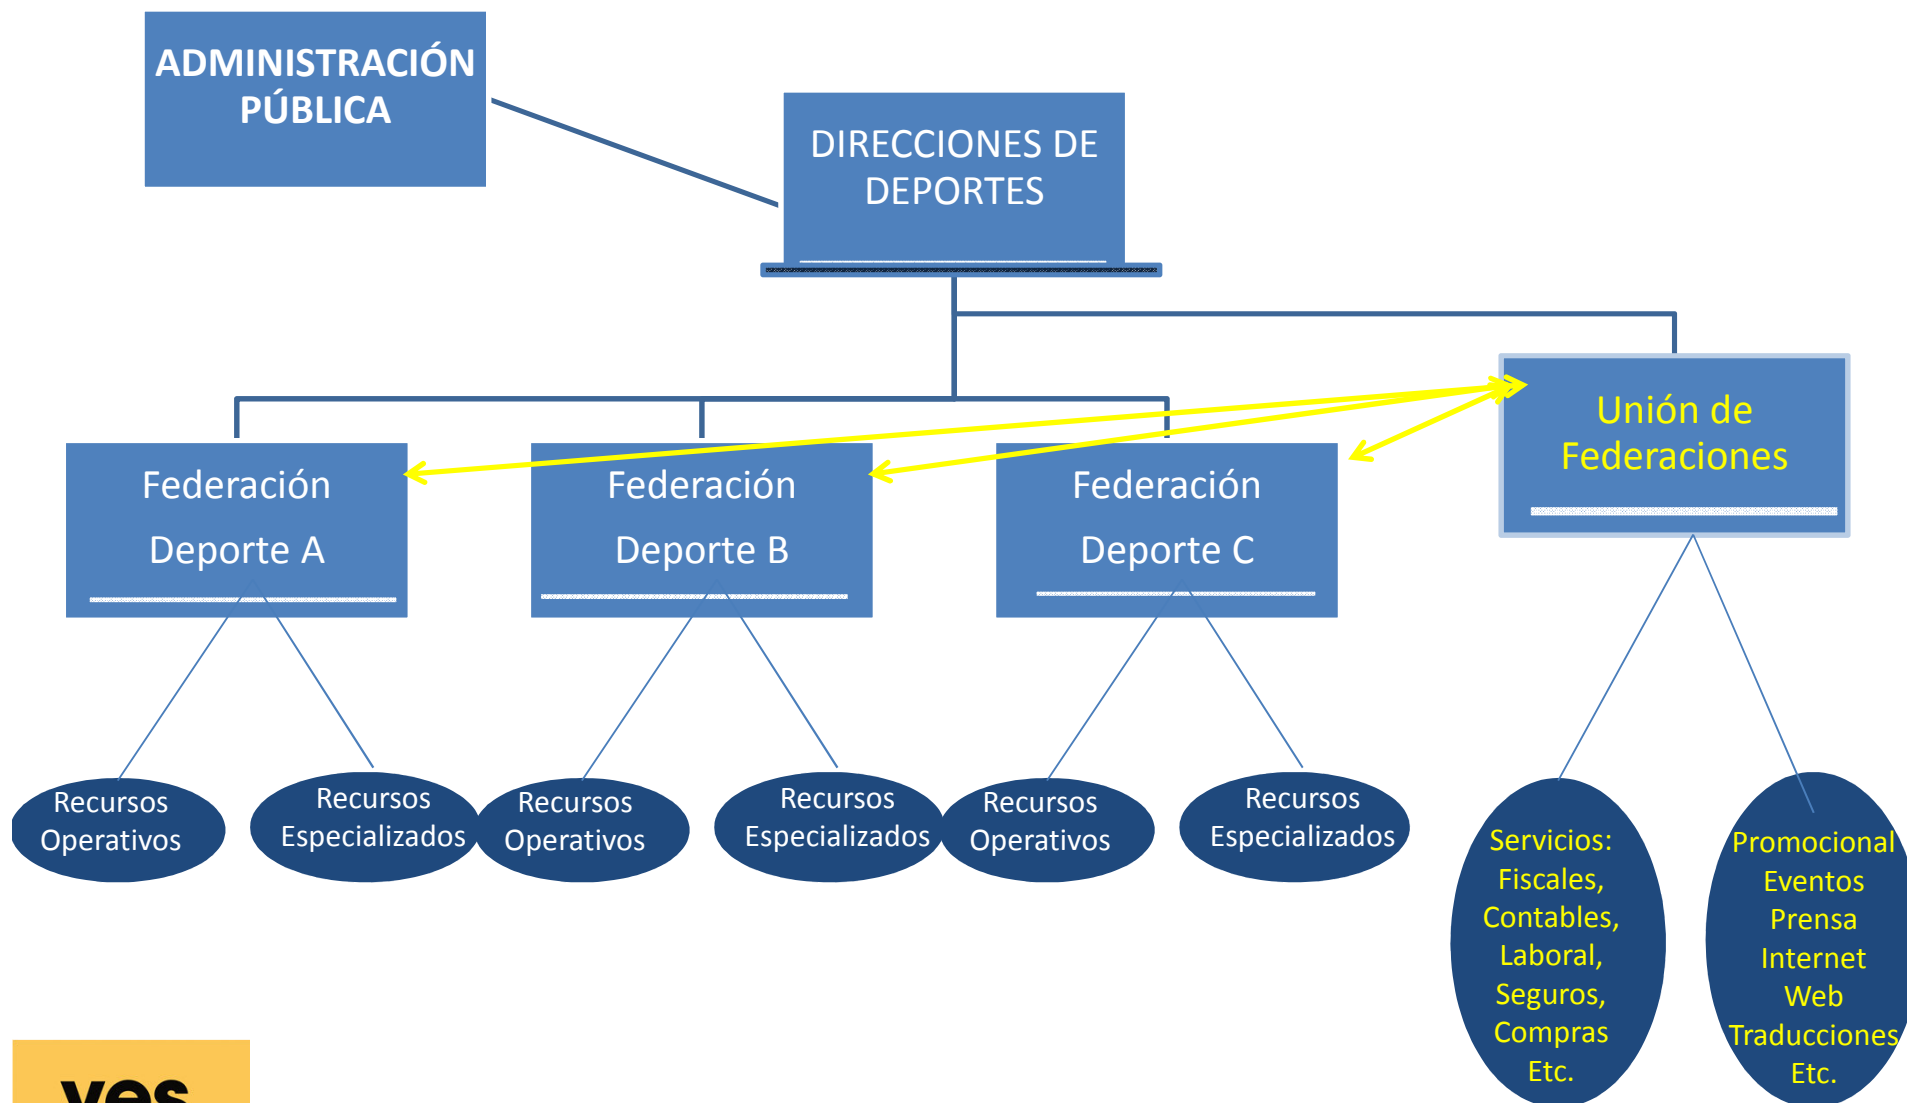 ADMINISTRACIÓN
PÚBLICA
DIRECCIONES DE
DEPORTES
Unión de
Federaciones
Federación
Deporte A
Federación
Deporte B
Federación
Deporte C
Recursos
Operativos
Recursos
Especializados
Recursos
Operativos
Recursos
Especializados
Recursos
Operativos
Recursos
Especializados
Servicios:
Fiscales,
Contables,
Laboral,
Seguros,
Compras
Etc.
Promocional
Eventos
Prensa
Internet
Web
Traducciones
Etc.
yes